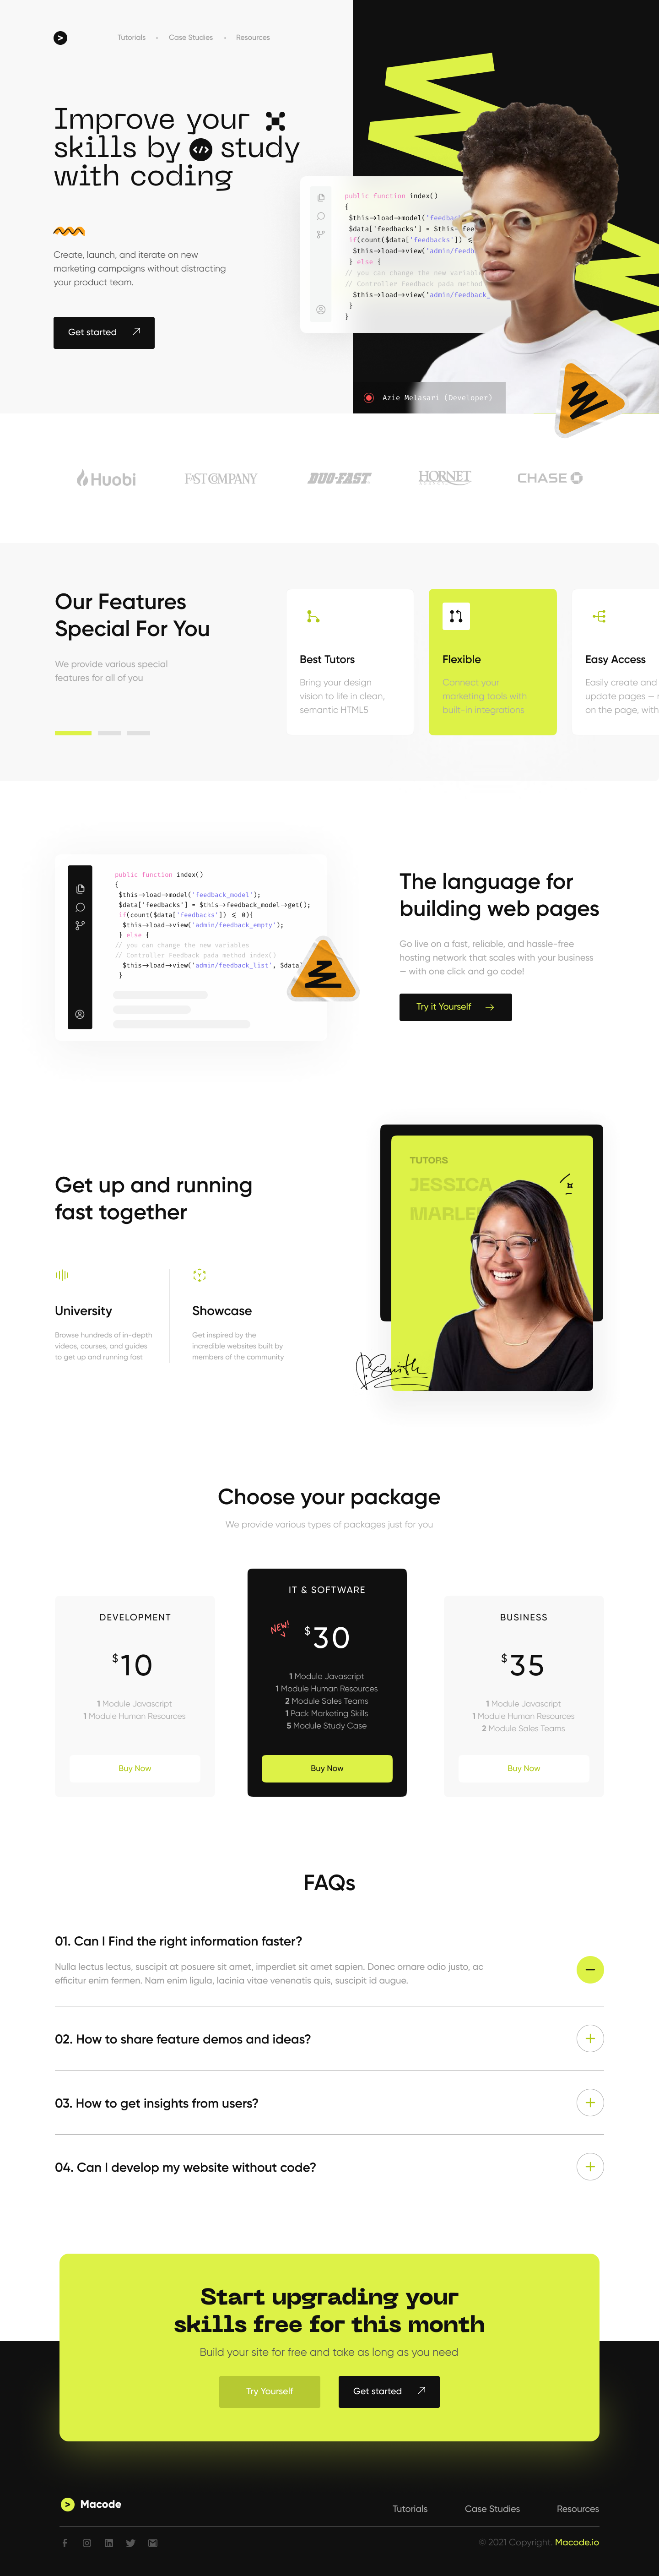 Tutorials
Case Studies
Resources
Improve your
skills by </> study
with coding
Create, launch, and iterate on new
marketing campaigns without distracting
your product team.
Get started
public function index()
{
$this→load→model('feedbac
$data['feedbacks'] = $this→fee
if(count($data['feedbacks']) ≤
$this→load→view('admin/feedb
} else {
// you can change the new variable
// Controller Feedback pada method
$this→load→view('admin/feedback_
}
}
Azie Melasari (Developer)
Huobi
FAST COMPANY
DUO-FAST
HORNET
CHASE
Our Features
Special For You
We provide various special
features for all of you
Best Tutors
Bring your design
vision to life in clean,
semantic HTML5
Flexible
Connect your
marketing tools with
built-in integrations
Easy Access
Easily create and
update pages —
on the page, with
public function index()
{
$this→load→model('feedback_model');
$data['feedbacks'] = $this→feedback_model→get();
if(count($data['feedbacks']) ≤ 0){
$this→load→view('admin/feedback_empty');
} else {
// you can change the new variables
// Controller Feedback pada method index()
$this→load→view('admin/feedback_list', $data
}
The language for
building web pages
Go live on a fast, reliable, and hassle-free
hosting network that scales with your business
— with one click and go!
Try it Yourself
TUTORS
JESSICA
MARLE
Smith
Get up and running
fast together
University
Browse hundreds of in-depth
videos, courses, and guides
to get up and running fast
Showcase
Get inspired by the
incredible websites built by
members of the community
Choose your package
We provide various types of packages just for you
DEVELOPMENT
$10
1 Module Javascript
1 Module Human Resources
Buy Now
IT & SOFTWARE
NEW!
$30
1 Module Javascript
1 Module Human Resources
2 Module Sales Teams
1 Pack Marketing Skills
5 Module Study Case
Buy Now
BUSINESS
$35
1 Module Javascript
1 Module Human Resources
2 Module Sales Teams
Buy Now
FAQs
01. Can I Find the right information faster?
Nulla lectus lectus, suscipit at posuere sit amet, imperdiet sit amet sapien. Donec ornare odio justo, ac
efficitur enim fermen. Nam enim ligula, lacinia vitae venenatis quis, suscipit id augue.
02. How to share feature demos and ideas?
03. How to get insights from users?
04. Can I develop my website without code?
Start upgrading your
skills free for this month
Build your site for free and take as long as you need
Try Yourself
Get started
Macode
Tutorials
Case Studies
Resources
© 2021 Copyright. Macode.io